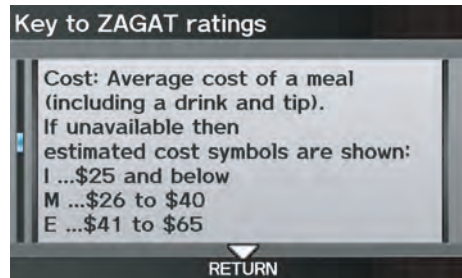 Key to ZAGAT ratings
Cost: Average cost of a meal
(including a drink and tip).
If unavailable then
estimated cost symbols are shown:
I ...$25 and below
M ...$26 to $40
E ...$41 to $65
RETURN